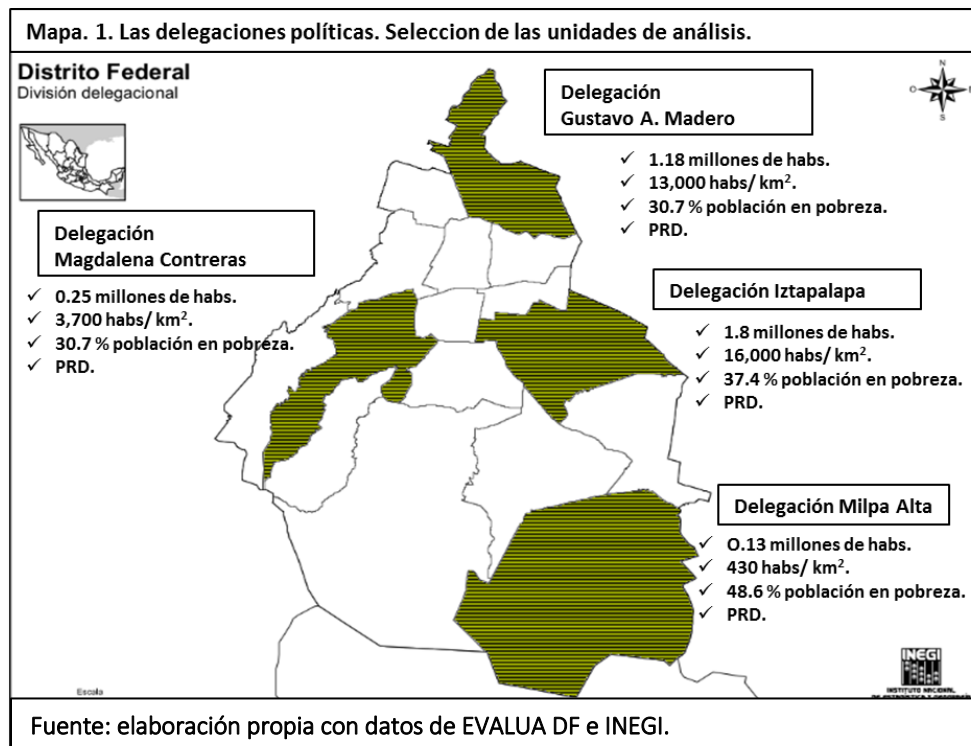 Mapa. 1. Las delegaciones políticas. Seleccion de las unidades de análisis.
Distrito Federal
División delegacional
N
O
E
S
Delegación
Gustavo A. Madero
✓ 1.18 millones de habs.
✓ 13,000 habs/ km².
✓ 30.7 % población en pobreza.
✓ PRD.
Delegación
Magdalena Contreras
✓ 0.25 millones de habs.
✓ 3,700 habs/ km².
✓ 30.7 % población en pobreza.
✓ PRD.
Delegación Iztapalapa
✓ 1.8 millones de habs.
✓ 16,000 habs/ km².
✓ 37.4 % población en pobreza.
✓ PRD.
Delegación Milpa Alta
✓ O.13 millones de habs.
✓ 430 habs/ km².
✓ 48.6 % población en pobreza.
✓ PRD.
INEGI
INSTITUTO NACIONAL
Escala
Fuente: elaboración propia con datos de EVALUA DF e INEGI.